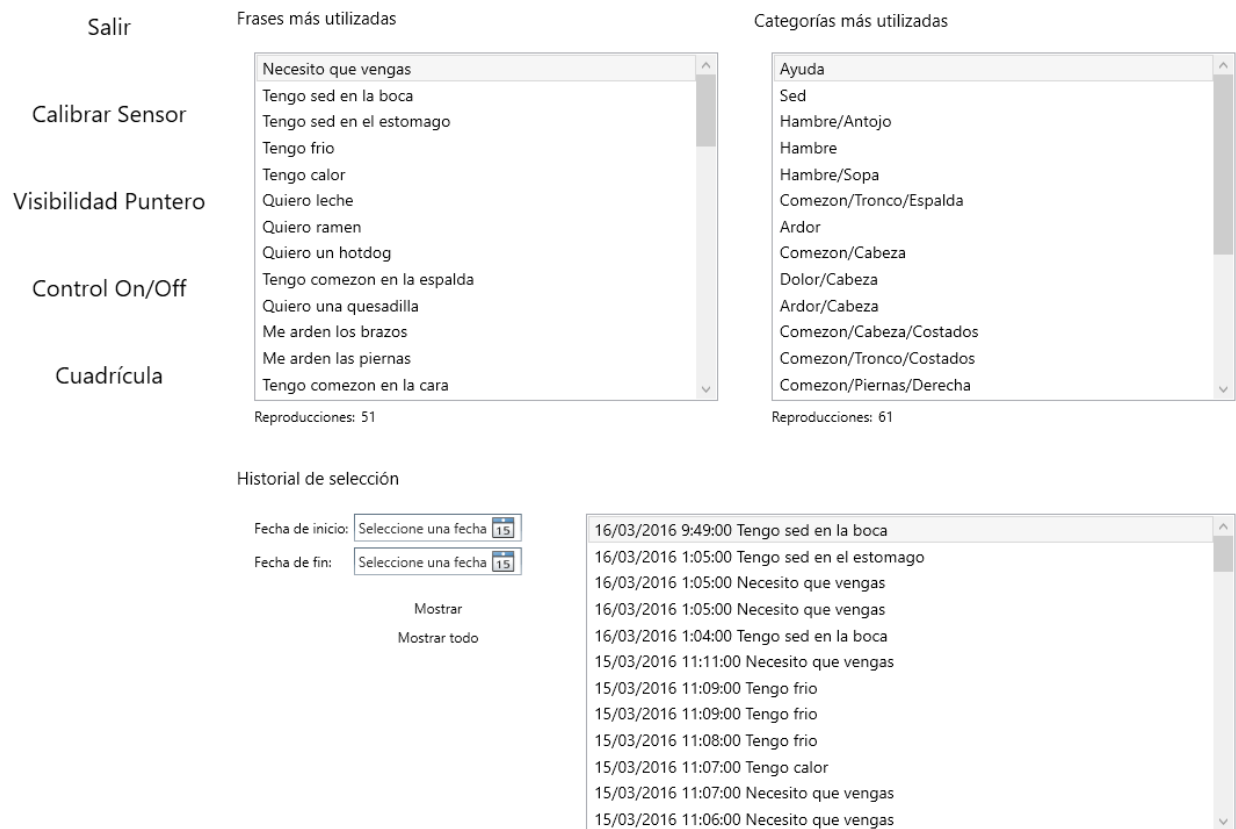 Salir
Calibrar Sensor
Visibilidad Puntero
Control On/Off
Cuadrícula
Frases más utilizadas
Necesito que vengas
Tengo sed en la boca
Tengo sed en el estomago
Tengo frio
Tengo calor
Quiero leche
Quiero ramen
Quiero un hotdog
Tengo comezon en la espalda
Quiero una quesadilla
Me arden los brazos
Me arden las piernas
Tengo comezon en la cara
Reproducciones: 51
Categorías más utilizadas
Ayuda
Sed
Hambre/Antojo
Hambre
Hambre/Sopa
Comezon/Tronco/Espalda
Ardor
Comezon/Cabeza
Dolor/Cabeza
Ardor/Cabeza
Comezon/Cabeza/Costados
Comezon/Tronco/Costados
Comezon/Piernas/Derecha
Reproducciones: 61
Historial de selección
Fecha de inicio: Seleccione una fecha 15
Fecha de fin: Seleccione una fecha 15
Mostrar
Mostrar todo
16/03/2016 9:49:00 Tengo sed en la boca
16/03/2016 1:05:00 Tengo sed en el estomago
16/03/2016 1:05:00 Necesito que vengas
16/03/2016 1:05:00 Necesito que vengas
16/03/2016 1:04:00 Tengo sed en la boca
15/03/2016 11:11:00 Necesito que vengas
15/03/2016 11:09:00 Tengo frio
15/03/2016 11:09:00 Tengo frio
15/03/2016 11:08:00 Tengo frio
15/03/2016 11:07:00 Tengo calor
15/03/2016 11:07:00 Necesito que vengas
15/03/2016 11:06:00 Necesito que vengas